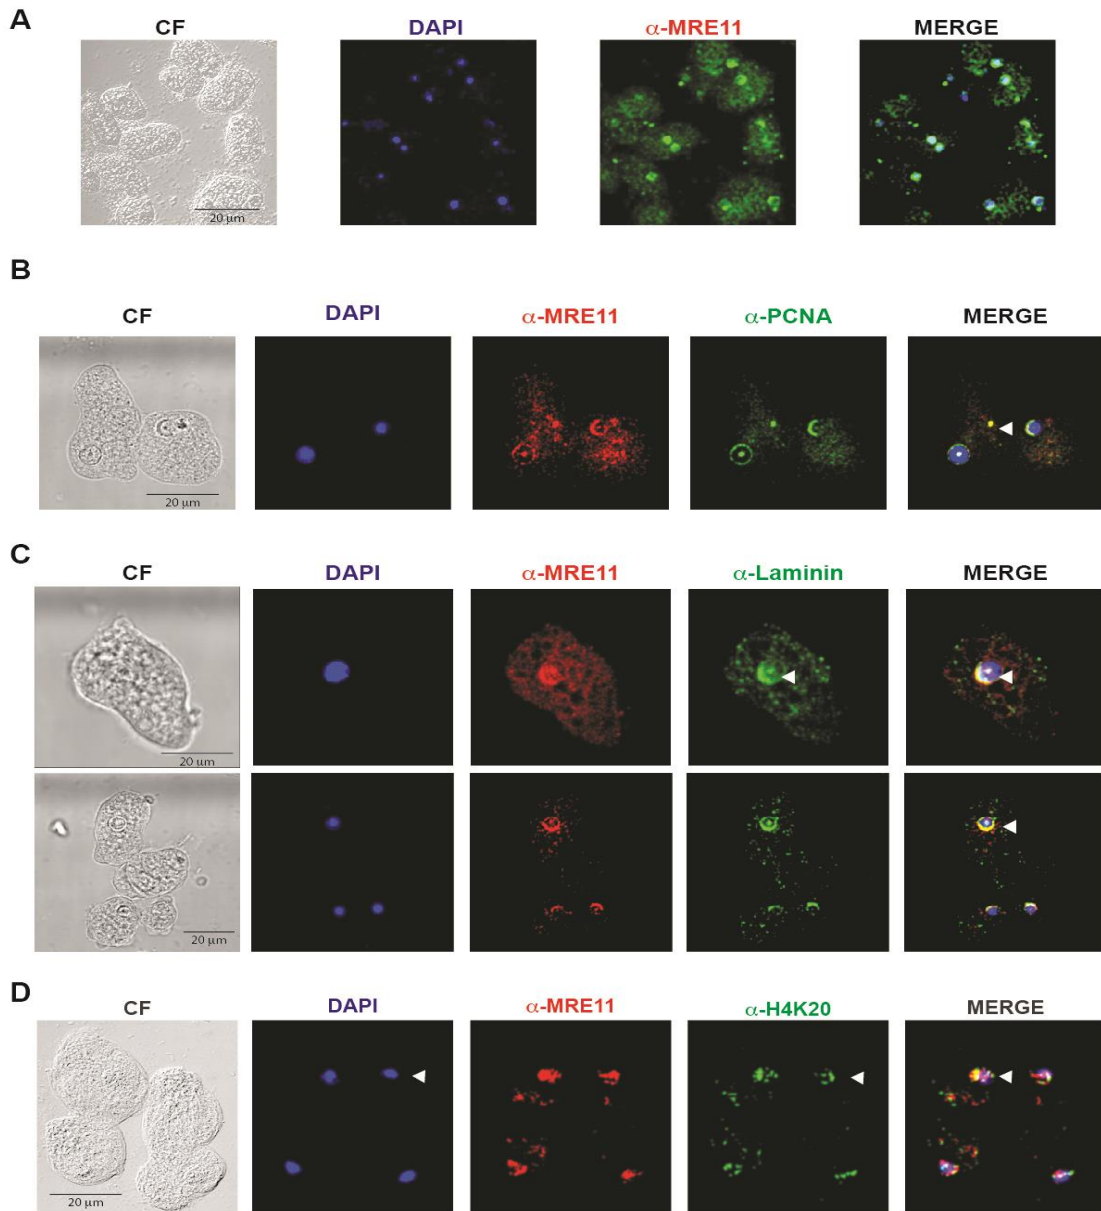 A
CF DAPI α-MRE11 MERGE
20 µm
B
CF DAPI α-MRE11 α-PCNA MERGE
20 µm
C
CF DAPI α-MRE11 α-Laminin MERGE
20 µm
20 µm
D
CF DAPI α-MRE11 α-H4K20 MERGE
20 µm